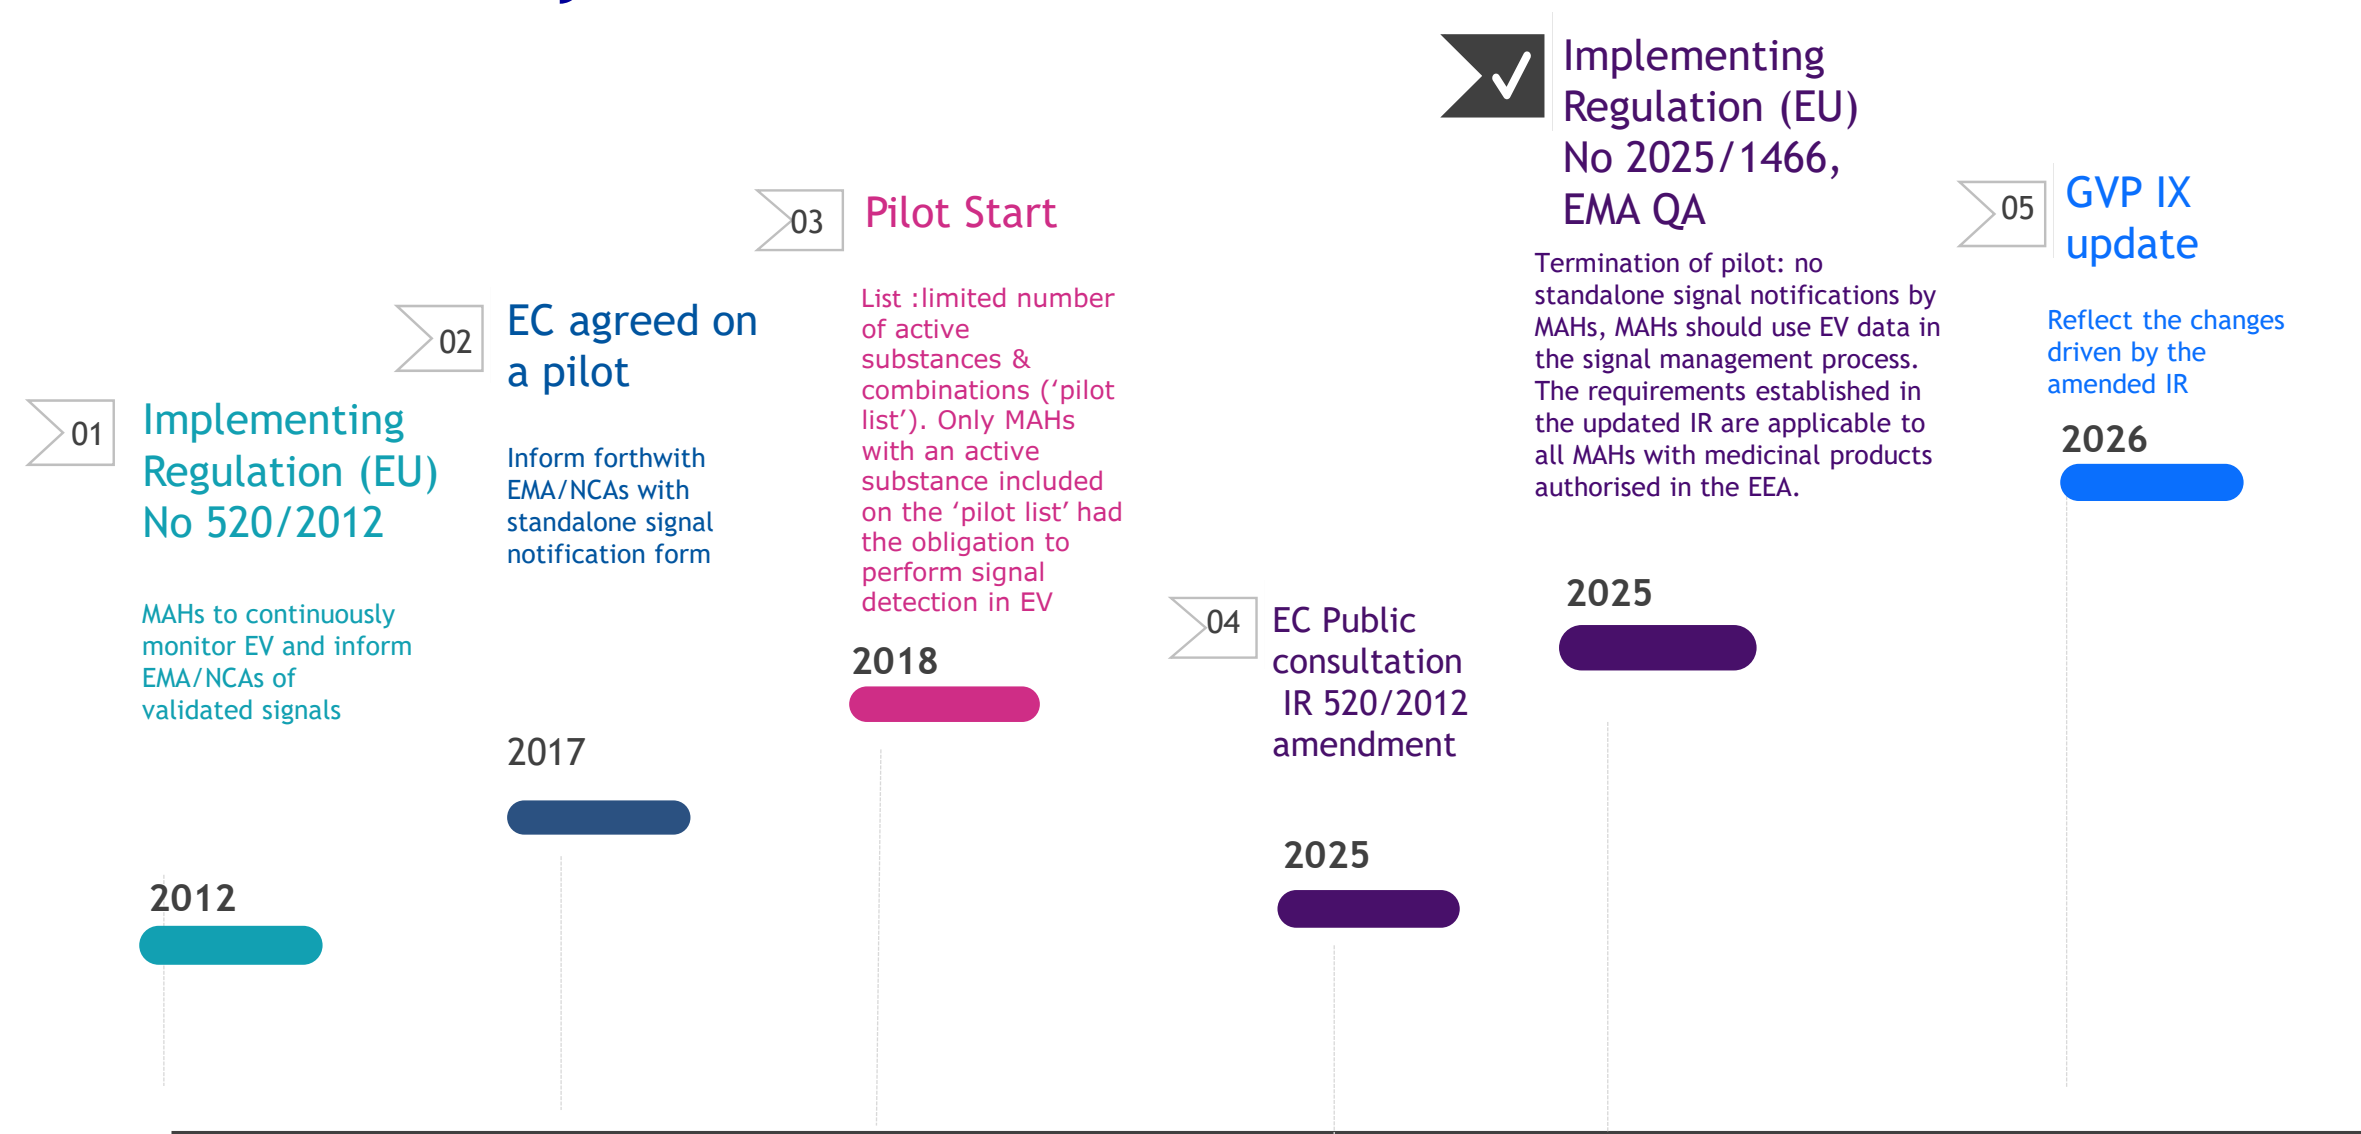 01
Implementing
Regulation (EU)
No 520/2012
MAHs to continuously
monitor EV and inform
EMA/NCAs of
validated signals
2012
02
EC agreed on
a pilot
Inform forthwith
EMA/NCAs with
standalone signal
notification form
2017
03
Pilot Start
List :limited number
of active
substances &
combinations (‘pilot
list’). Only MAHs
with an active
substance included
on the ‘pilot list’ had
the obligation to
perform signal
detection in EV
2018
04
EC Public
consultation
IR 520/2012
amendment
2025
Implementing
Regulation (EU)
No 2025/1466,
EMA QA
Termination of pilot: no
standalone signal notifications by
MAHs, MAHs should use EV data in
the signal management process.
The requirements established in
the updated IR are applicable to
all MAHs with medicinal products
authorised in the EEA.
2025
05
GVP IX
update
Reflect the changes
driven by the
amended IR
2026